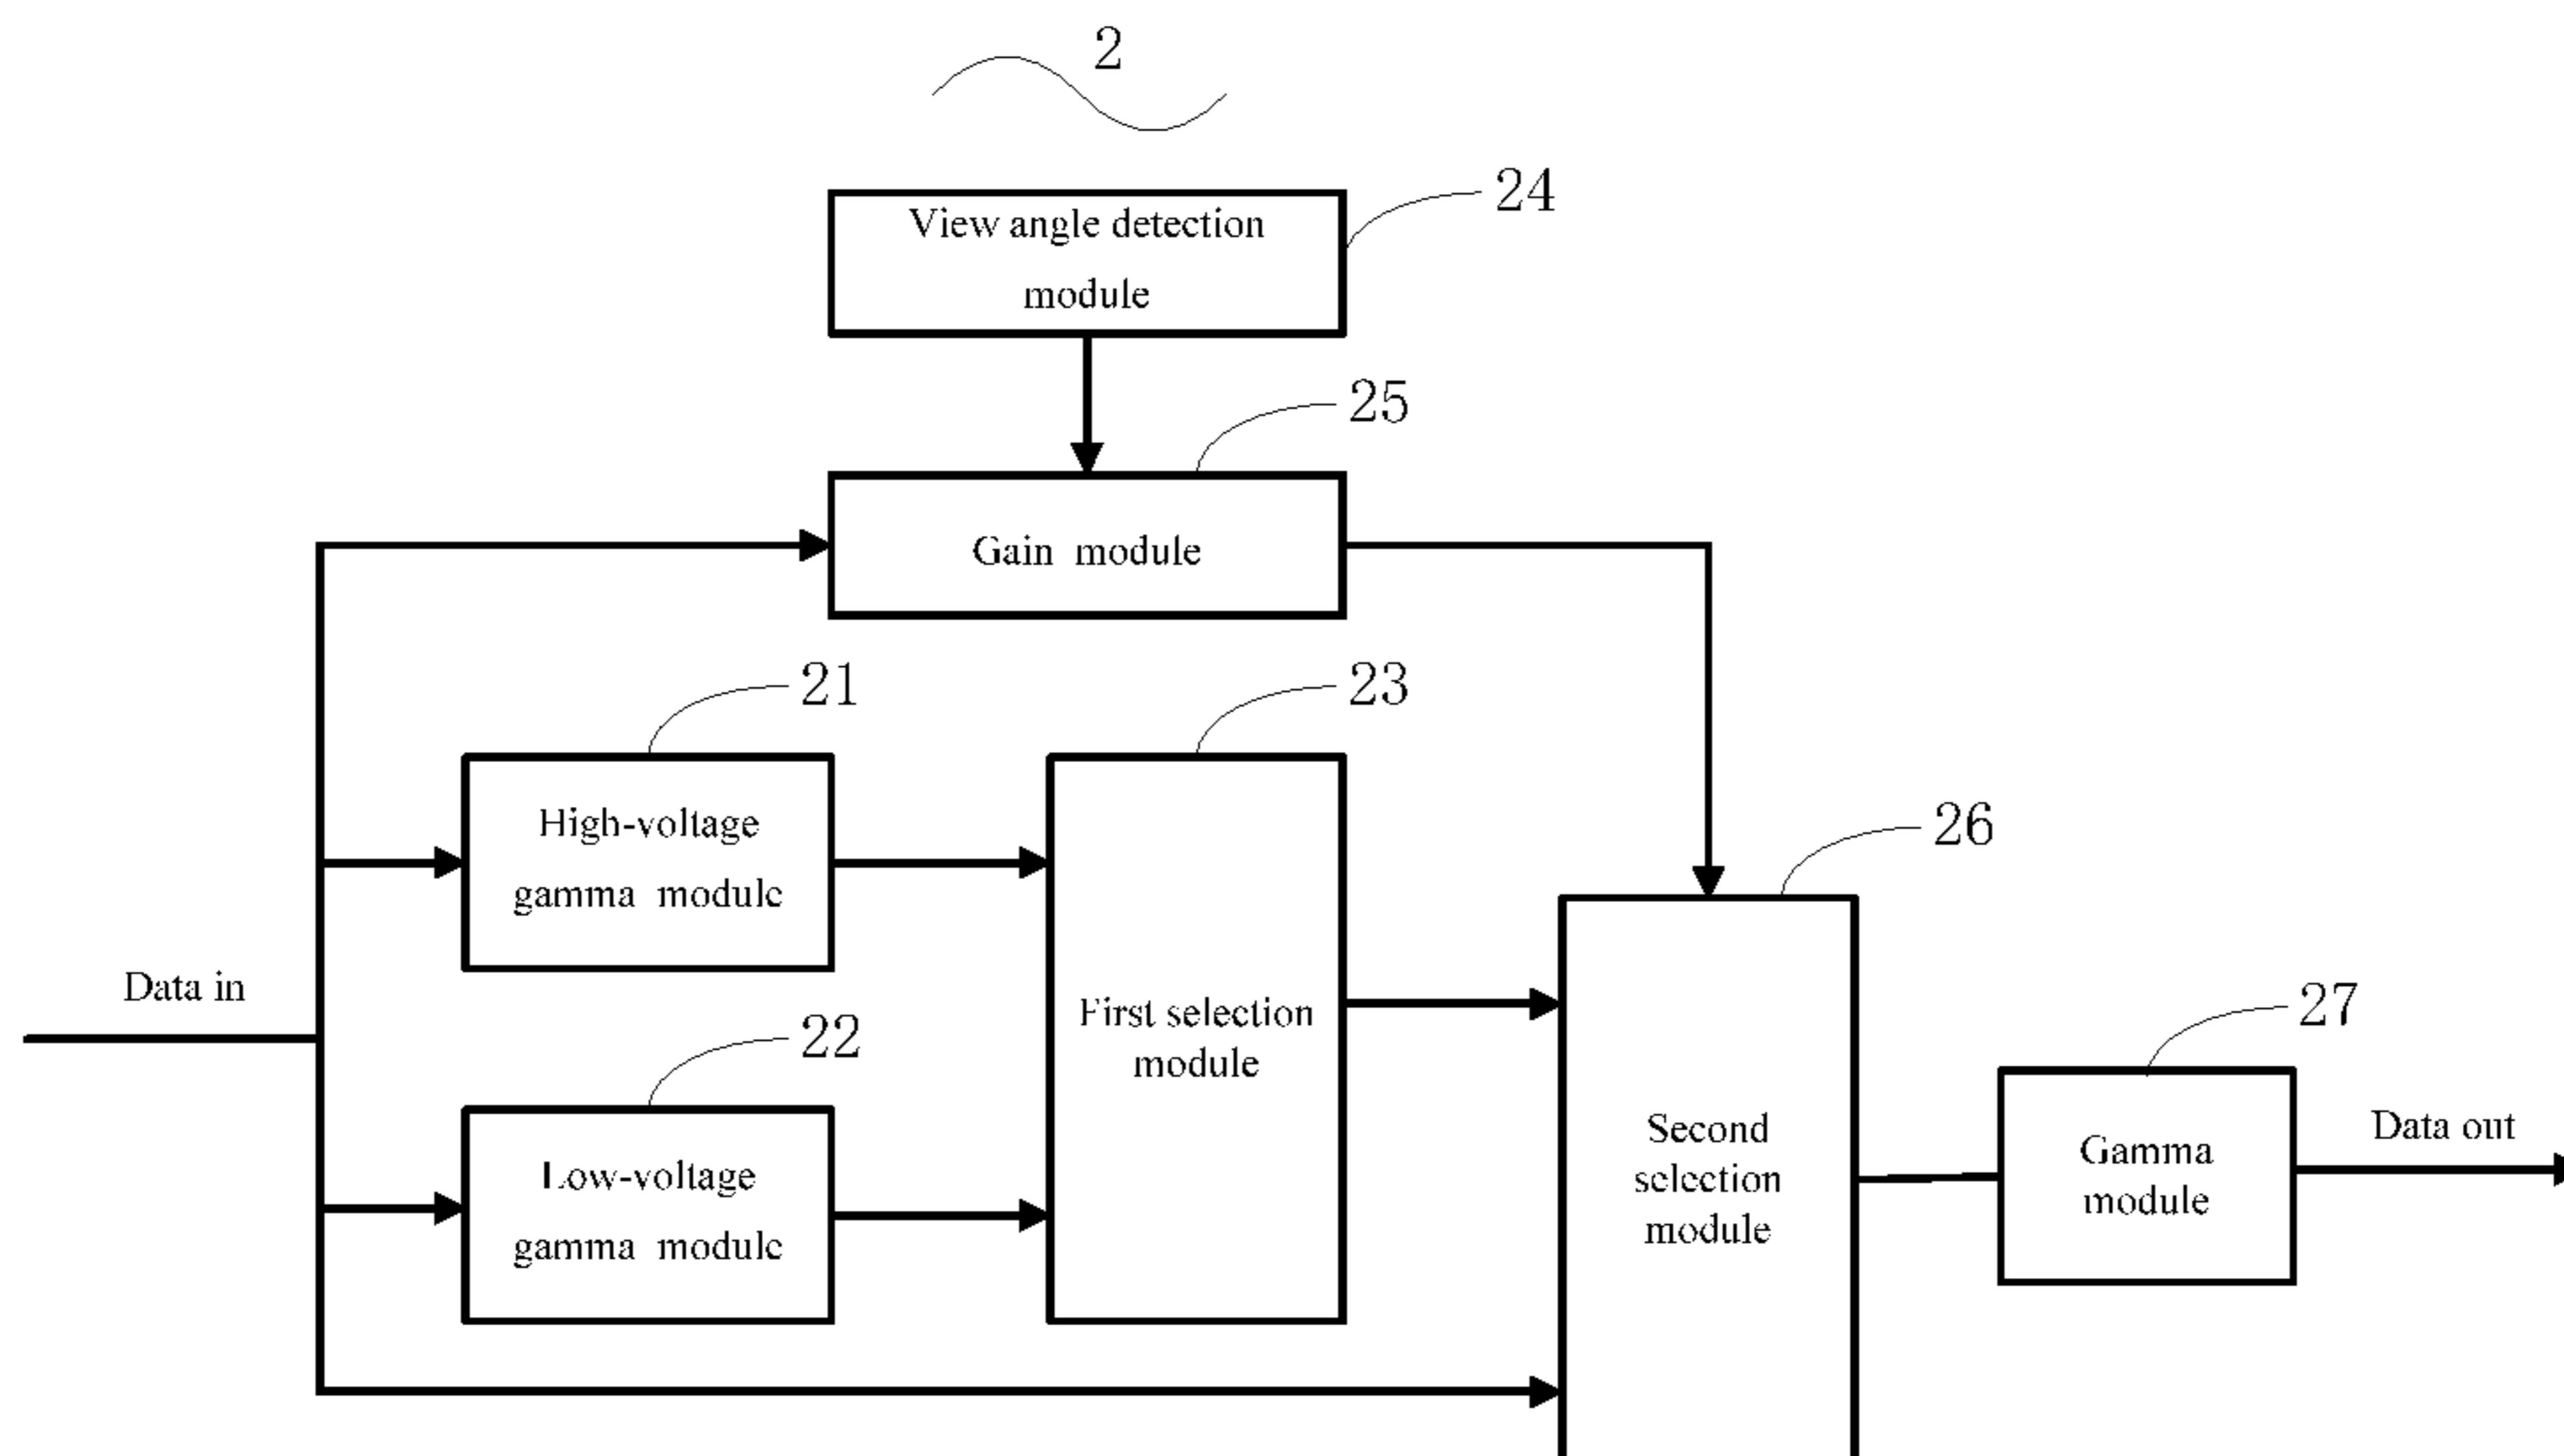 2
View angle detection
module
24
25
Gain module
21
23
High-voltage
gamma module
26
Data in
First selection
module
22
Low-voltage
gamma module
27
Second
selection
module
Gamma
module
Data out